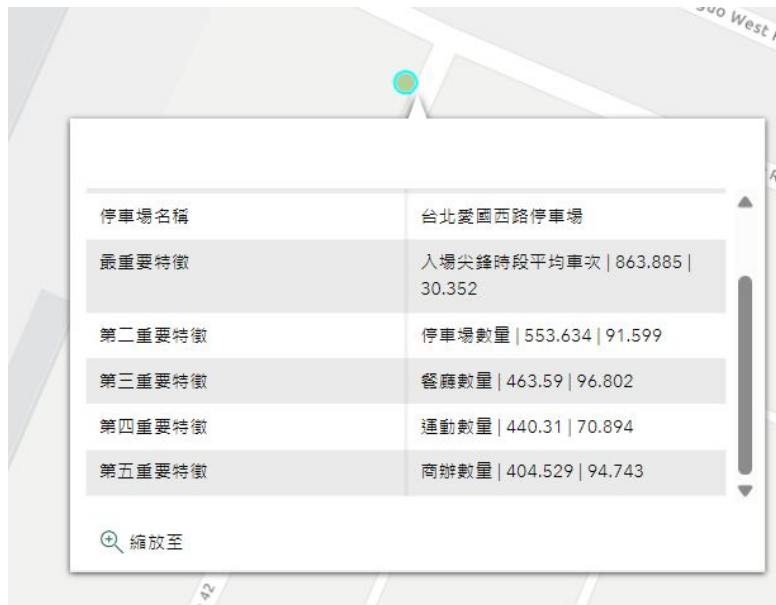 guo West R
停車場名稱 台北愛國西路停車場
最重要特徵 入場尖鋒時段平均車次 | 863.885 |
30.352
第二重要特徵 停車場數量 | 553.634 | 91.599
第三重要特徵 餐廳數量 | 463.59 | 96.802
第四重要特徵 運動數量 | 440.31 | 70.894
第五重要特徵 商辦數量 | 404.529 | 94.743
縮放至
42